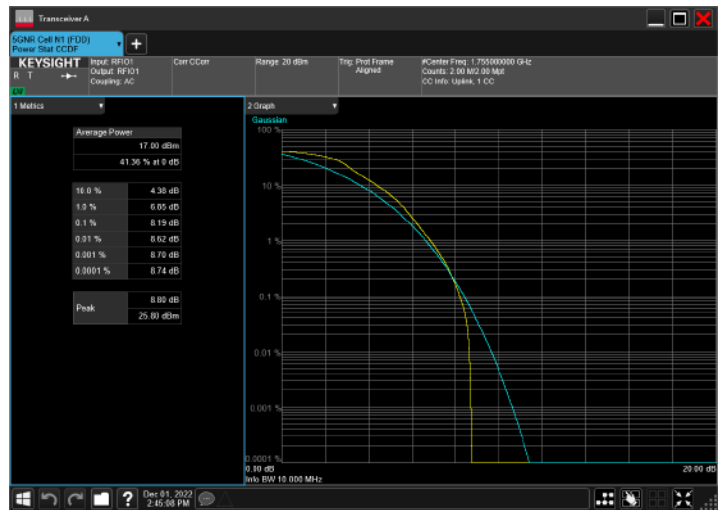 Transceiver A
5GNR Cell N1 (FDD)
Power Stat CCDF
KEYSIGHT
R T
Input: RFIO1
Output: RFIO1
Coupling: AC
Corr CCorr
Range: 20 dBm
Trig: Prot Frame
Aligned
#Center Freq: 1.755000000 GHz
Counts: 2.00 M/2.00 Mpt
CC Info: Uplink, 1 CC
1 Metrics
Average Power
17.00 dBm
41.36 % at 0 dB
10.0 % 4.38 dB
1.0 % 6.65 dB
0.1 % 8.19 dB
0.01 % 8.62 dB
0.001 % 8.70 dB
0.0001 % 8.74 dB
Peak
8.80 dB
25.80 dBm
2 Graph
Gaussian
100 %
10 %
1 %
0.1 %
0.01 %
0.001 %
0.0001 %
0.00 dB
20.00 dB
Info BW 10.000 MHz
Dec 01, 2022
2:45:08 PM